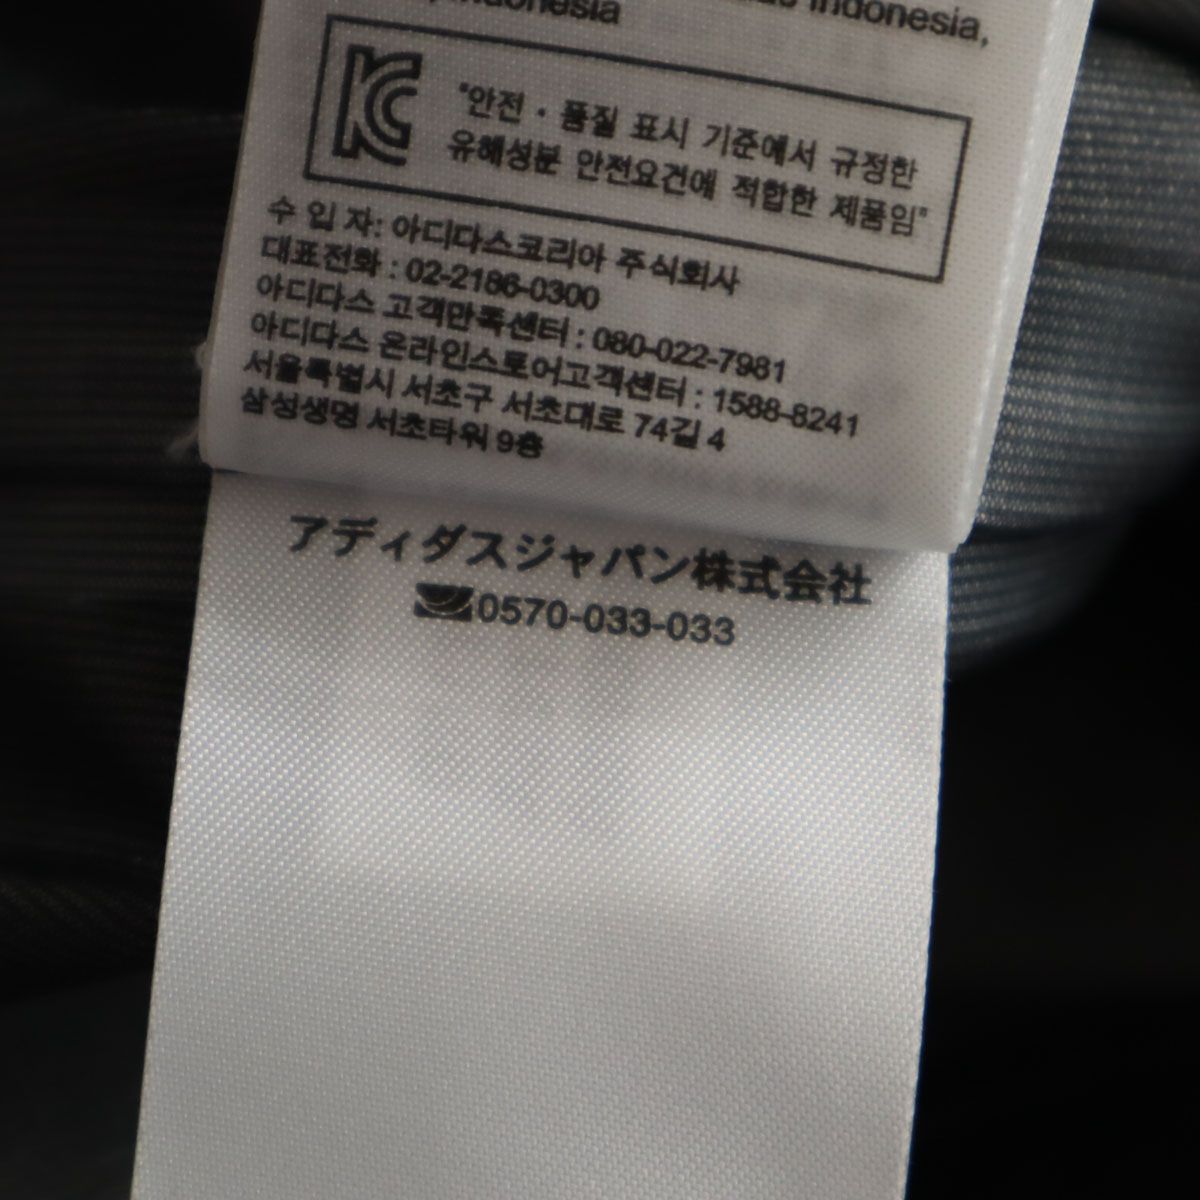 Indonesia
Indonesia,
"안전 · 품질 표시 기준에서 규정한
유해성분 안전요건에 적합한 제품임"
수 입 자: 아디다스코리아 주식회사
대표전화 : 02-2186-0300
아디다스 고객만족센터 : 080-022-7981
아디다스 온라인스토어고객센터 : 1588-8241
서울특별시 서초구 서초대로 74길 4
삼성생명 서초타워 9층
アディダスジャパン株式会社
0570-033-033